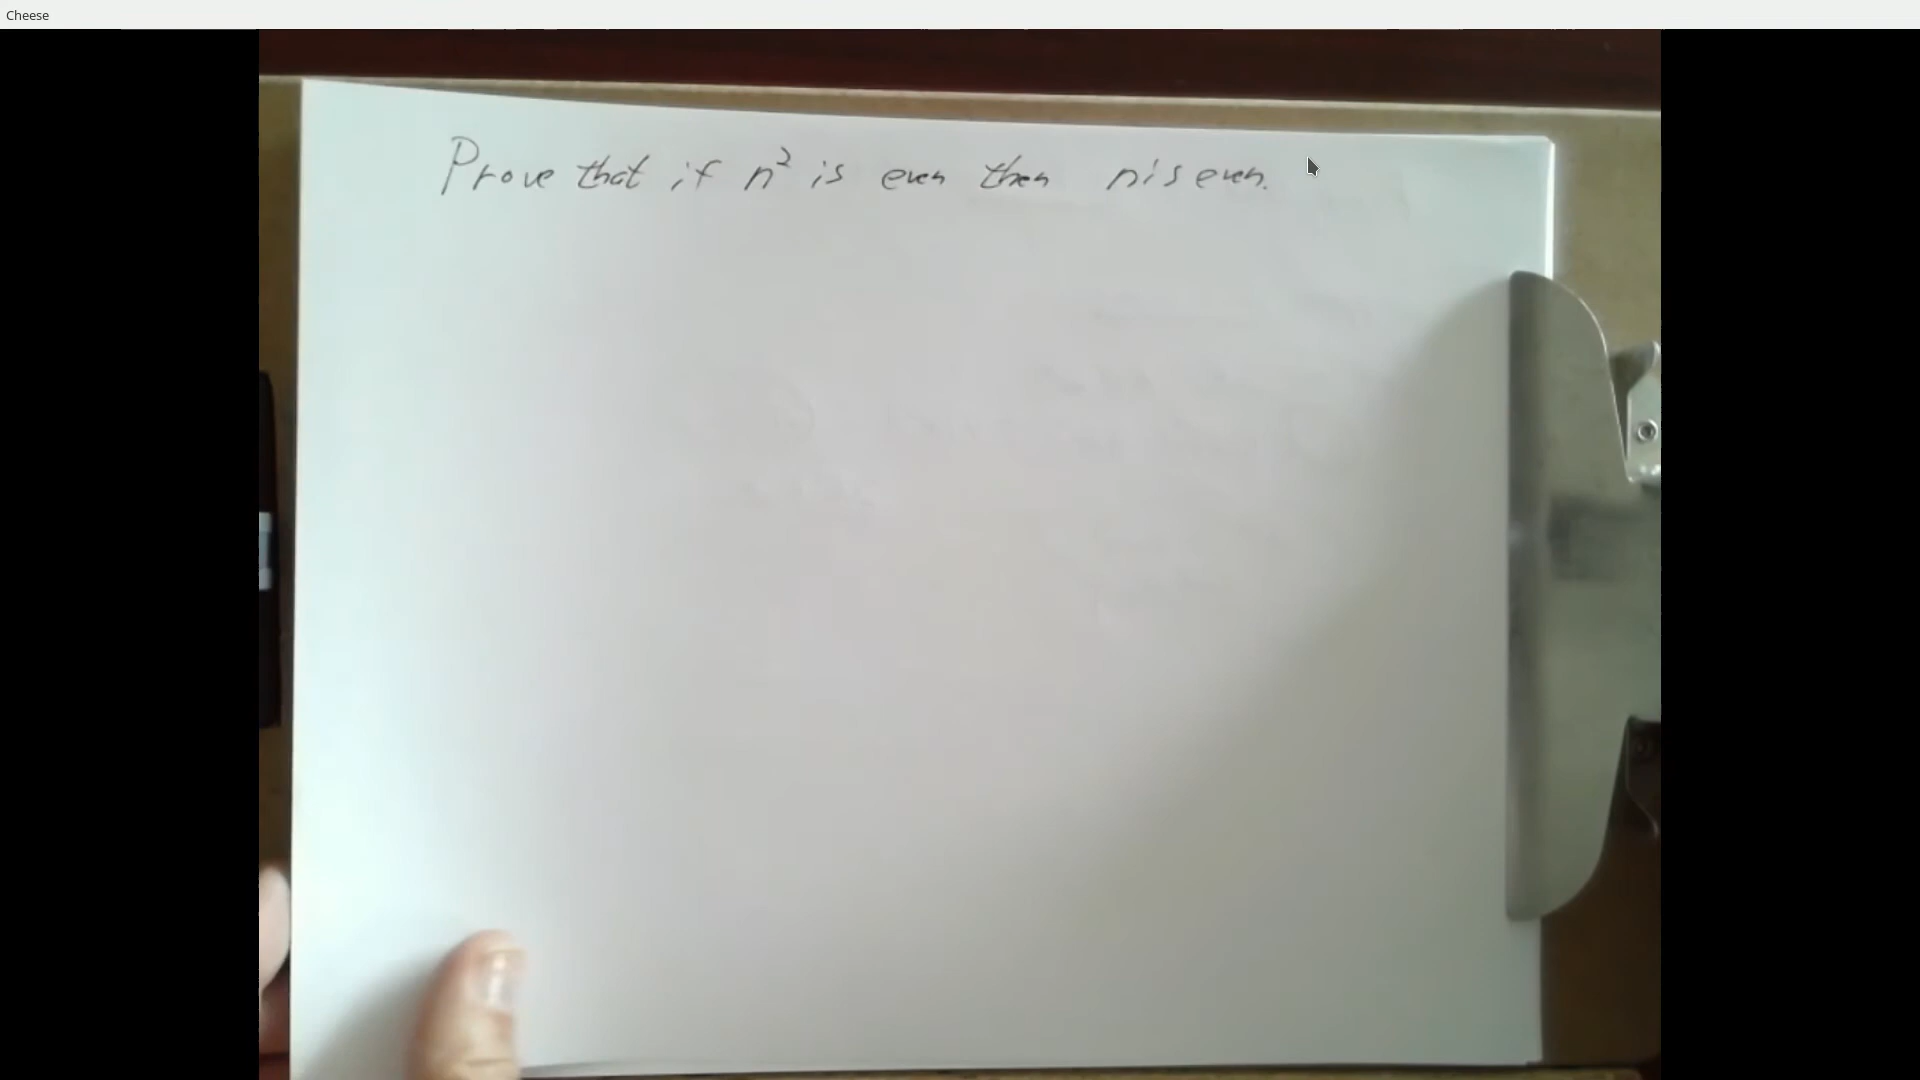 Cheese
Prove that if n² is even then n is even.